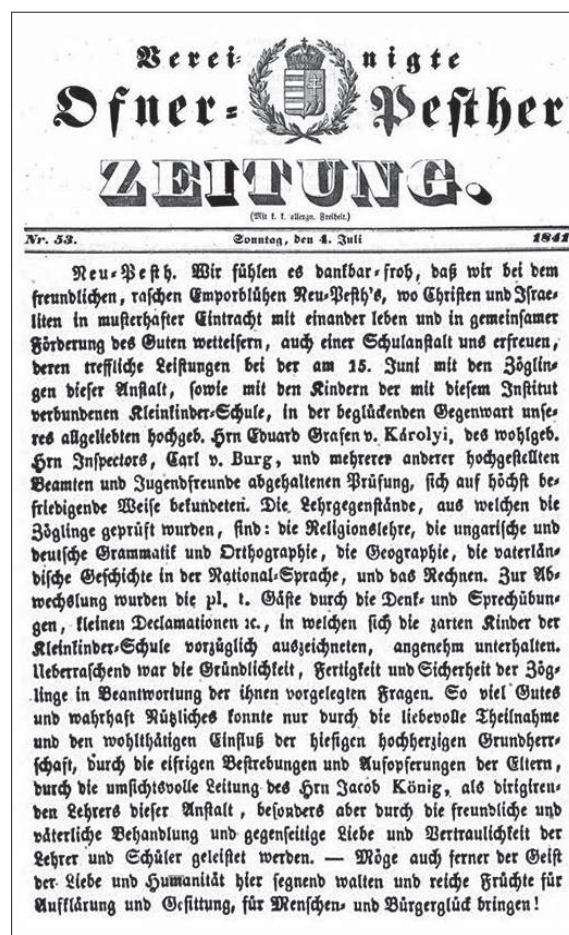 Verei- nigte
Ofner- Pesther
ZEITUNG.
(Mit k. k. allergn. Freiheit.)
Nr. 53. Sonntag, den 4. Juli 1841
Neu-Pesth. Wir fühlen es dankbar-froh, daß wir bei dem
freundlichen, raschen Emporblühen Neu-Pesth's, wo Christen und Israe-
liten in musterhafter Eintracht mit einander leben und in gemeinsamer
Förderung des Guten wetteifern, auch einer Schulanstalt uns erfreuen,
deren treffliche Leistungen bei der am 15. Juni mit den Zöglin-
gen dieser Anstalt, sowie mit den Kindern der mit diesem Institut
verbundenen Kleinkinder-Schule, in der beglückenden Gegenwart unse-
res allgeliebten hochgeb. Hrn Eduard Grafen v. Károlyi, des wohlgeb.
Hrn Inspectors, Carl v. Burg, und mehrerer anderer hochgestellten
Beamten und Jugendfreunde abgehaltenen Prüfung, sich auf höchst be-
friedigende Weise bekundeten. Die Lehrgegenstände, aus welchen die
Zöglinge geprüft wurden, sind: die Religionslehre, die ungarische und
deutsche Grammatik und Orthographie, die Geographie, die vaterlän-
dische Geschichte in der National-Sprache, und das Rechnen. Zur Ab-
wechslung wurden die pl. t. Gäste durch die Denk- und Sprechübun-
gen, kleinen Declamationen ꝛc., in welchen sich die zarten Kinder der
Kleinkinder-Schule vorzüglich auszeichneten, angenehm unterhalten.
Ueberraschend war die Gründlichkeit, Fertigkeit und Sicherheit der Zög-
linge in Beantwortung der ihnen vorgelegten Fragen. So viel Gutes
und wahrhaft Nützliches konnte nur durch die liebevolle Theilnahme
und den wohlthätigen Einfluß der hiesigen hochherzigen Grundherr-
schaft, durch die eifrigen Bestrebungen und Aufopferungen der Eltern,
durch die umsichtsvolle Leitung des Hrn Jacob König, als dirigiren-
den Lehrers dieser Anstalt, besonders aber durch die freundliche und
väterliche Behandlung und gegenseitige Liebe und Vertraulichkeit der
Lehrer und Schüler geleistet werden. — Möge auch ferner der Geist
der Liebe und Humanität hier segnend walten und reiche Früchte für
Aufklärung und Gesittung, für Menschen- und Bürgerglück bringen!